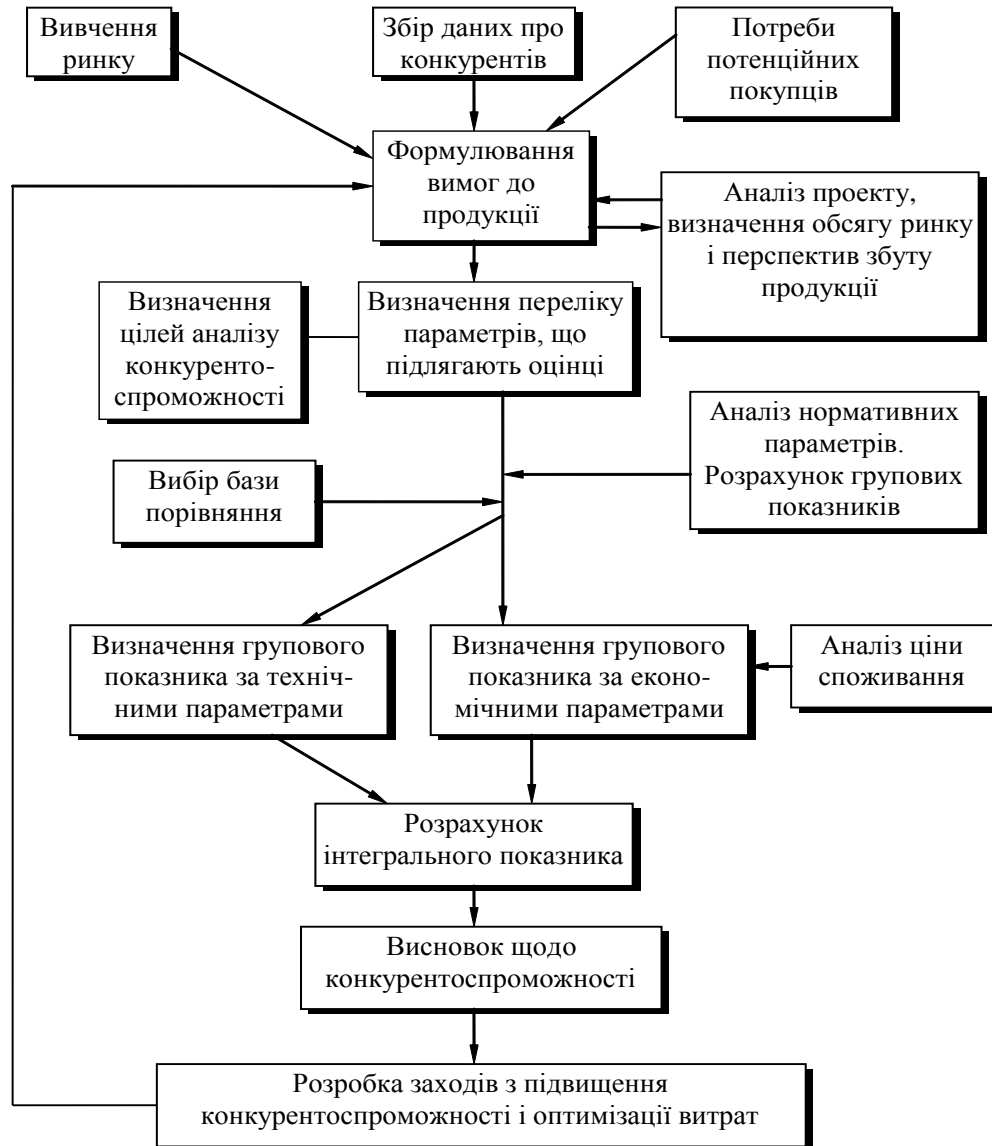 Вивчення
ринку
Збір даних про
конкурентів
Потреби
потенційних
покупців
Формулювання
вимог до
продукції
Аналіз проекту,
визначення обсягу ринку
і перспектив збуту
продукції
Визначення
цілей аналізу
конкуренто-
спроможності
Визначення переліку
параметрів, що
підлягають оцінці
Аналіз нормативних
параметрів.
Розрахунок групових
показників
Вибір бази
порівняння
Визначення групового
показника за техніч-
ними параметрами
Визначення групового
показника за еконо-
мічними параметрами
Аналіз ціни
споживання
Розрахунок
інтегрального показника
Висновок щодо
конкурентоспроможності
Розробка заходів з підвищення
конкурентоспроможності і оптимізації витрат